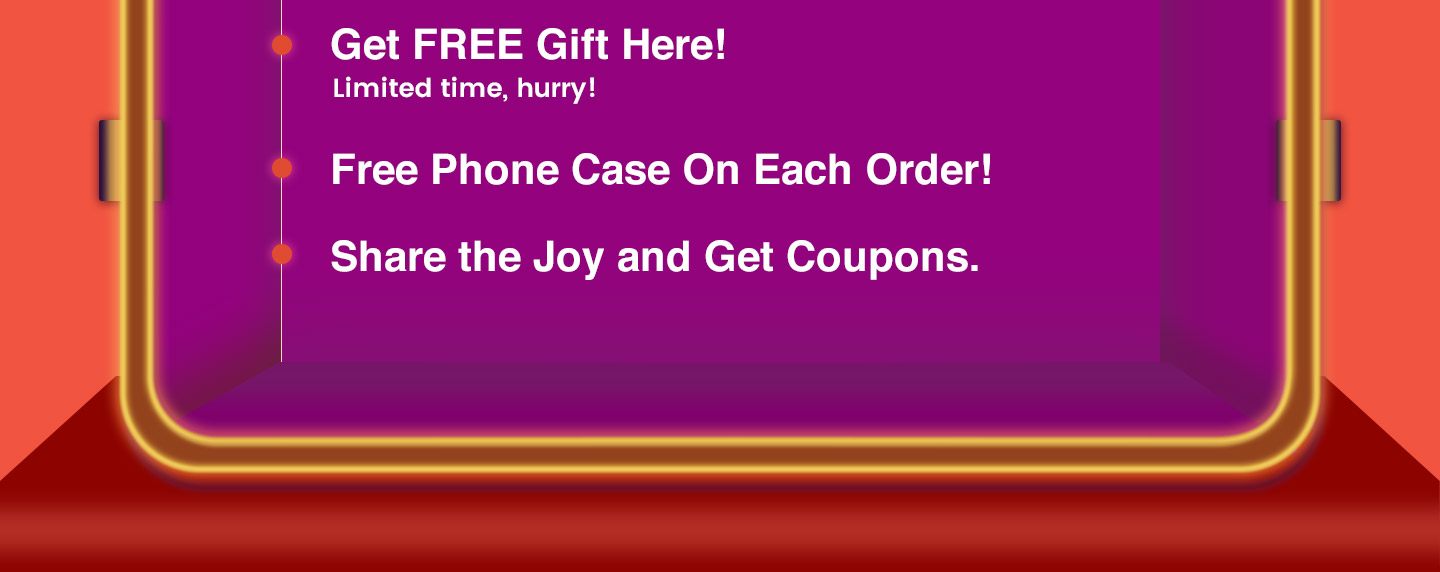 Get FREE Gift Here!
Limited time, hurry!
Free Phone Case On Each Order!
Share the Joy and Get Coupons.